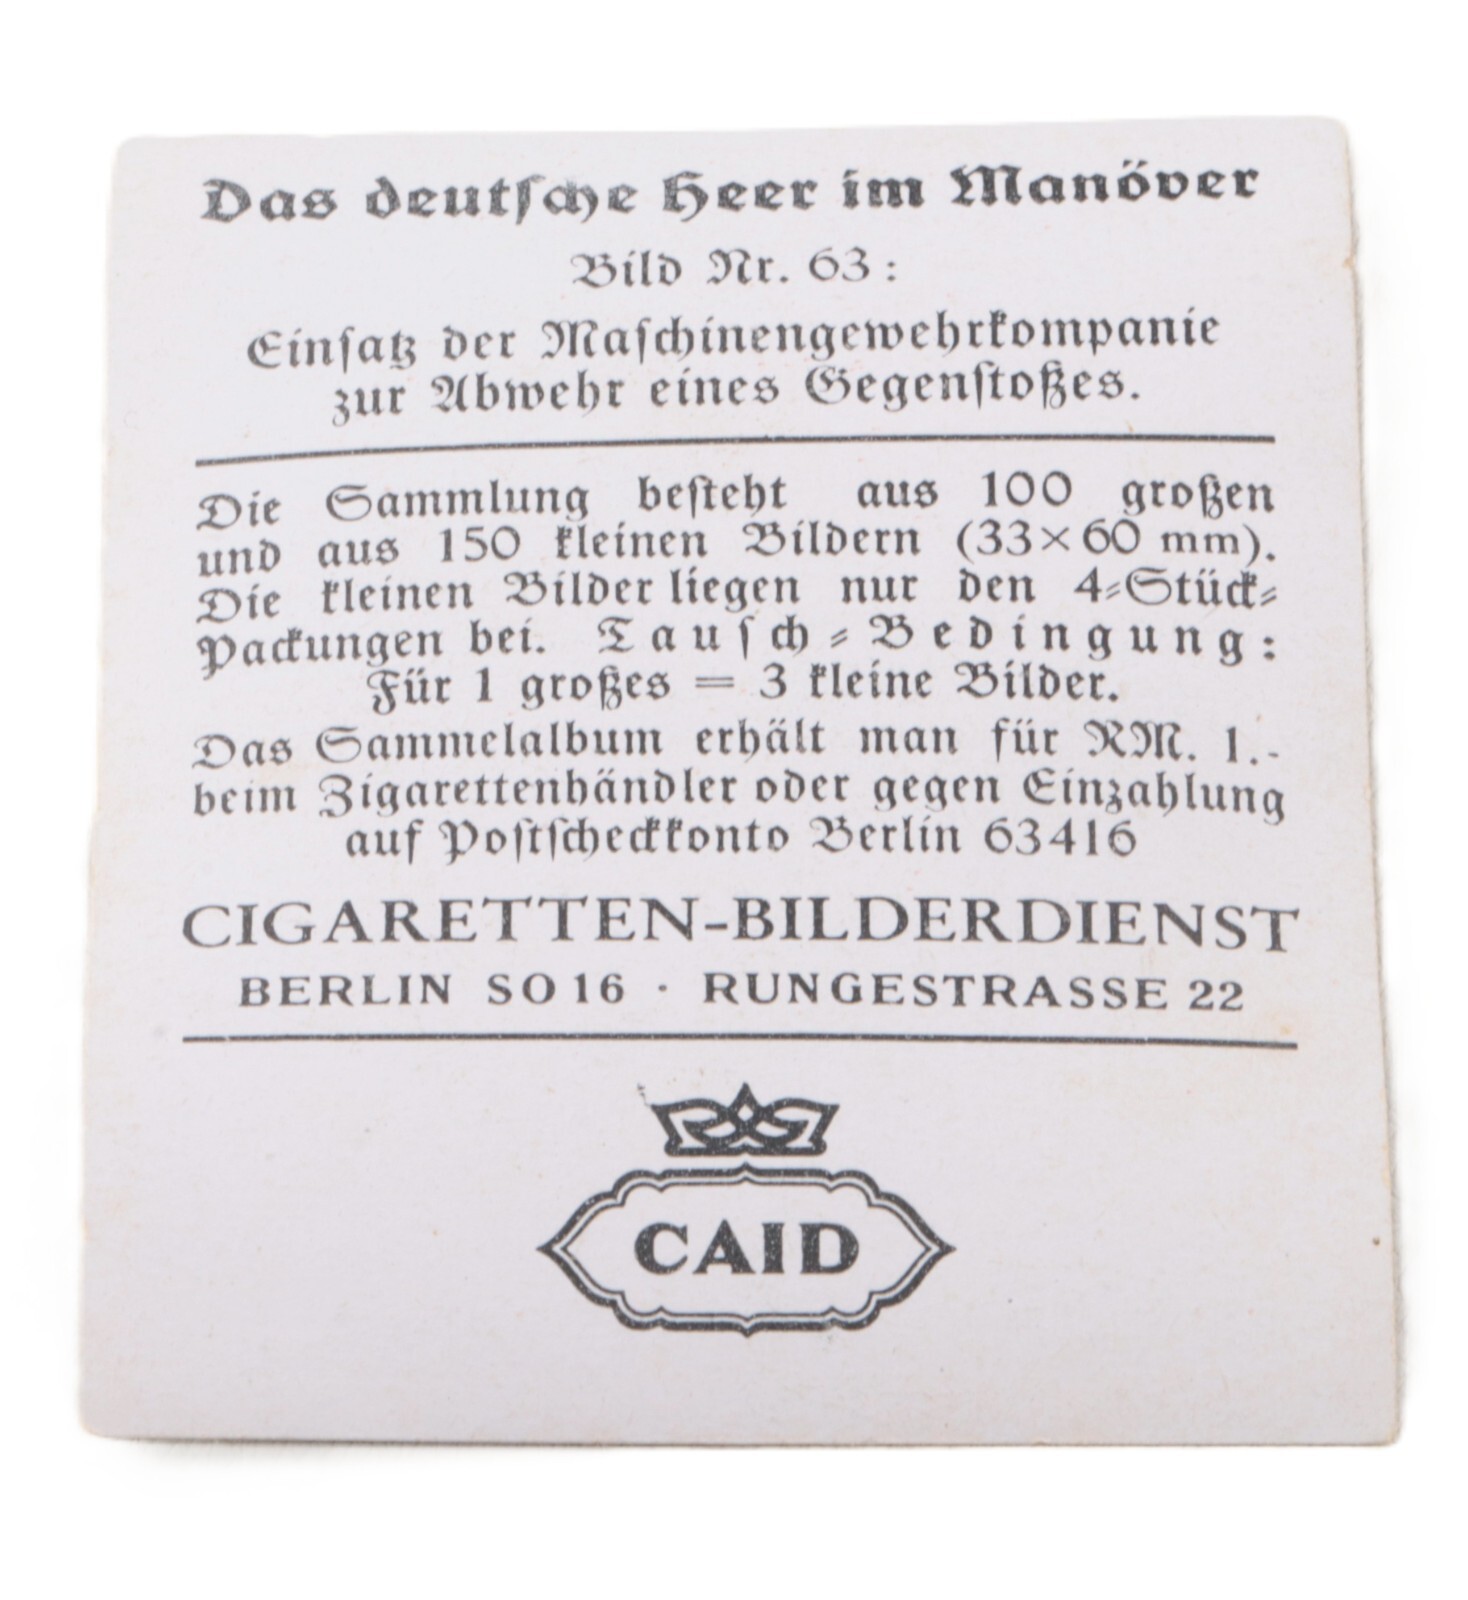 Das deutsche Heer im Manöver
Bild Nr. 63:
Einsatz der Maschinengewehrkompanie
zur Abwehr eines Gegenstoßes.
Die Sammlung besteht aus 100 großen
und aus 150 kleinen Bildern (33×60 mm).
Die kleinen Bilder liegen nur den 4-Stück-
Packungen bei. Tausch-Bedingung:
Für 1 großes = 3 kleine Bilder.
Das Sammelalbum erhält man für RM. 1.-
beim Zigarettenhändler oder gegen Einzahlung
auf Postscheckkonto Berlin 63416
CIGARETTEN-BILDERDIENST
BERLIN SO 16 · RUNGESTRASSE 22
CAID